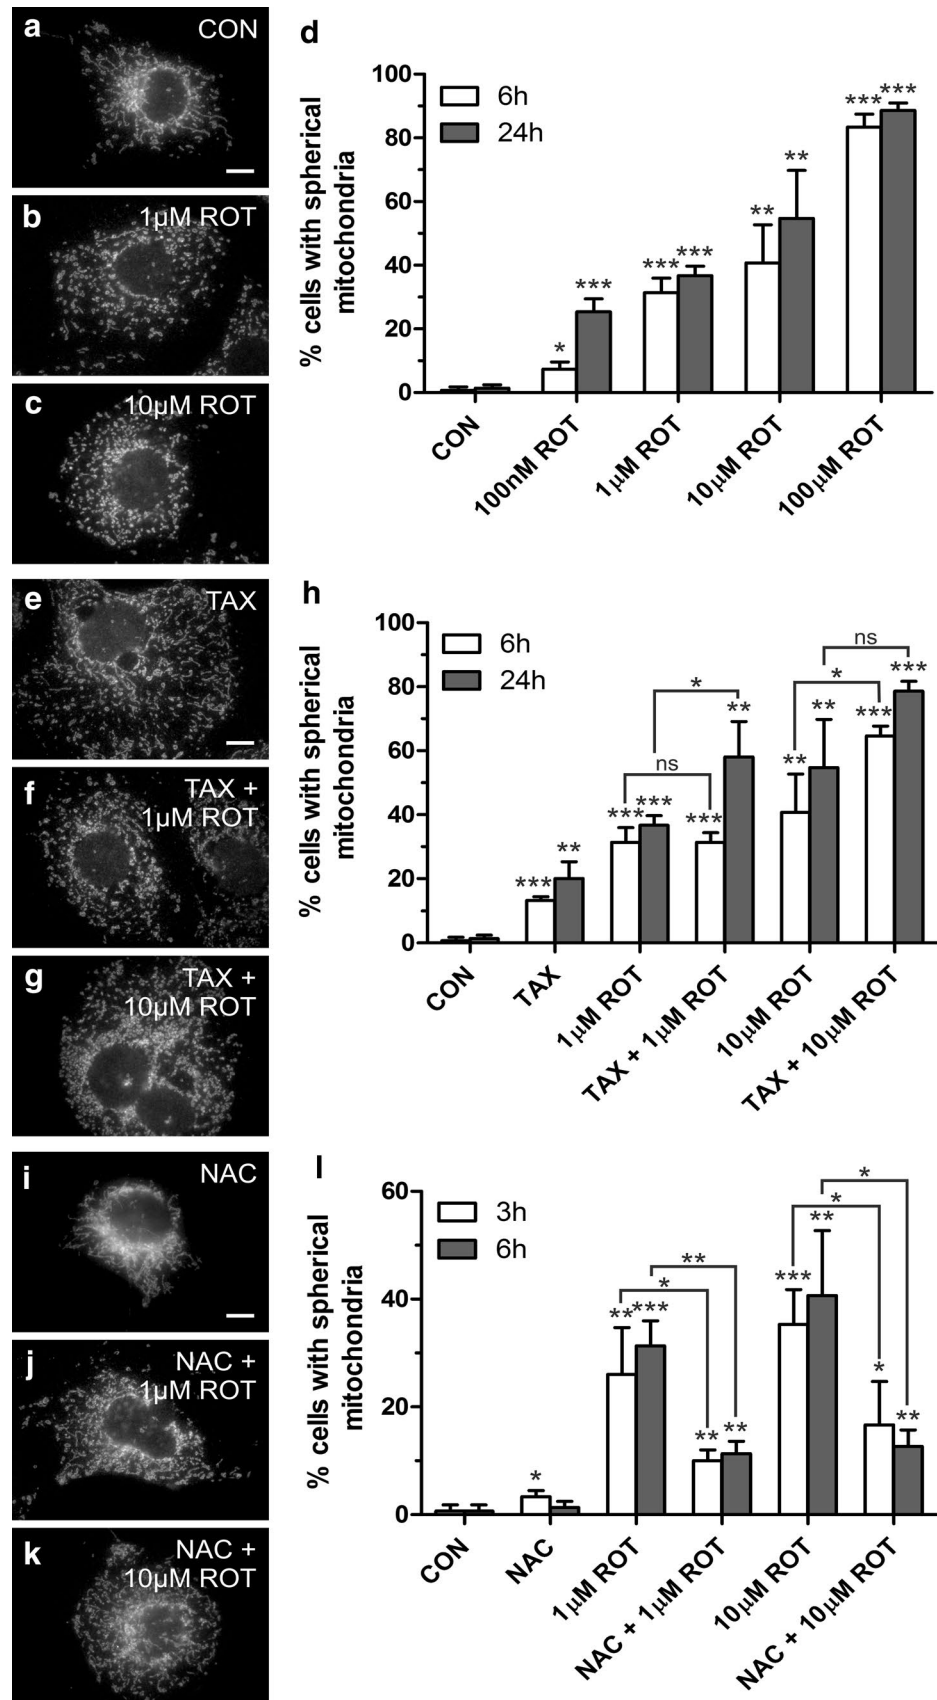 a
CON
b
1µM ROT
c
10µM ROT
d
% cells with spherical
mitochondria
100
80
60
40
20
0
6h
24h
*
***
***
***
**
**
***
***
CON
100nM ROT
1µM ROT
10µM ROT
100µM ROT
e
TAX
f
TAX +
1µM ROT
g
TAX +
10µM ROT
h
% cells with spherical
mitochondria
100
80
60
40
20
0
6h
24h
***
**
ns
***
***
*
***
**
*
**
**
ns
***
***
CON
TAX
1µM ROT
TAX + 1µM ROT
10µM ROT
TAX + 10µM ROT
i
NAC
j
NAC +
1µM ROT
k
NAC +
10µM ROT
l
% cells with spherical
mitochondria
60
40
20
0
3h
6h
*
**
***
*
**
**
**
***
**
*
*
*
**
CON
NAC
1µM ROT
NAC + 1µM ROT
10µM ROT
NAC + 10µM ROT